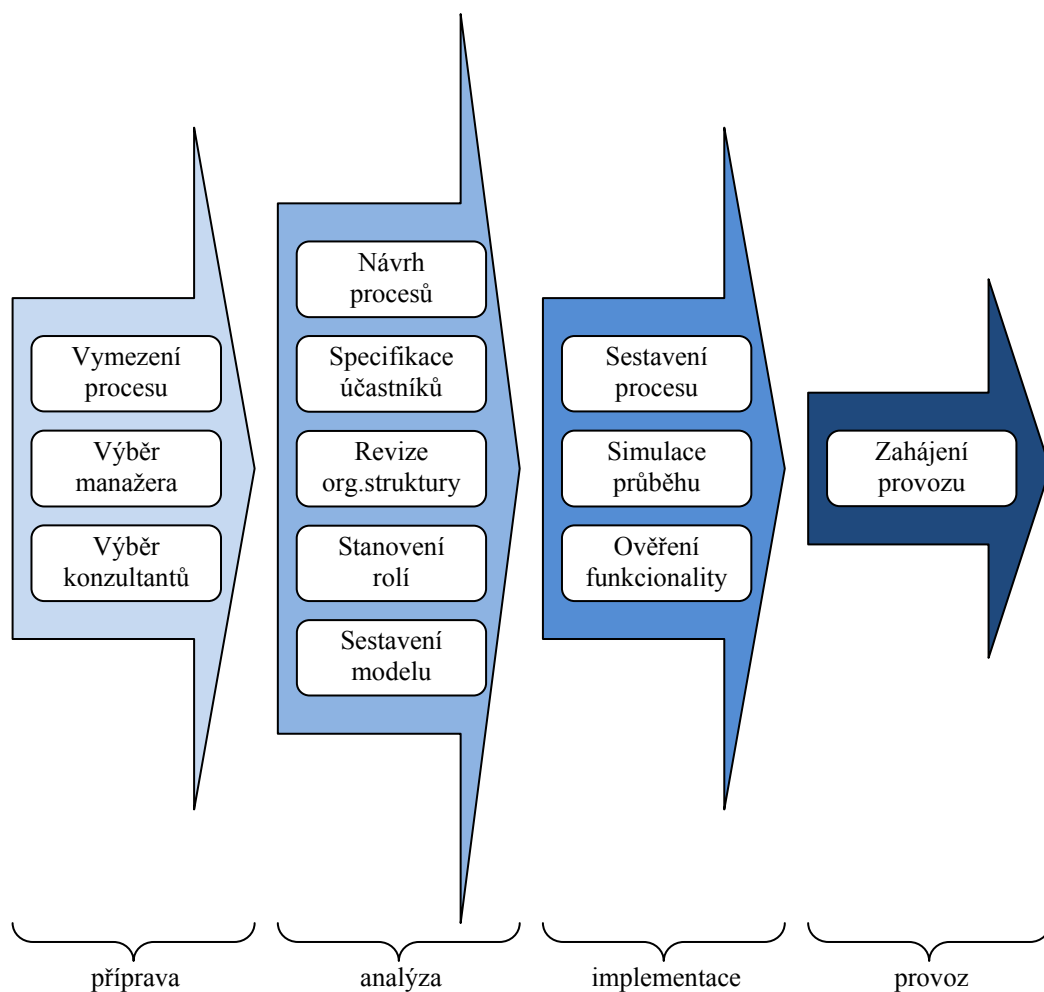 Vymezení
procesu
Výběr
manažera
Výběr
konzultantů
Návrh
procesů
Specifikace
účastníků
Revize
org.struktury
Stanovení
rolí
Sestavení
modelu
Sestavení
procesu
Simulace
průběhu
Ověření
funkcionality
Zahájení
provozu
příprava
analýza
implementace
provoz